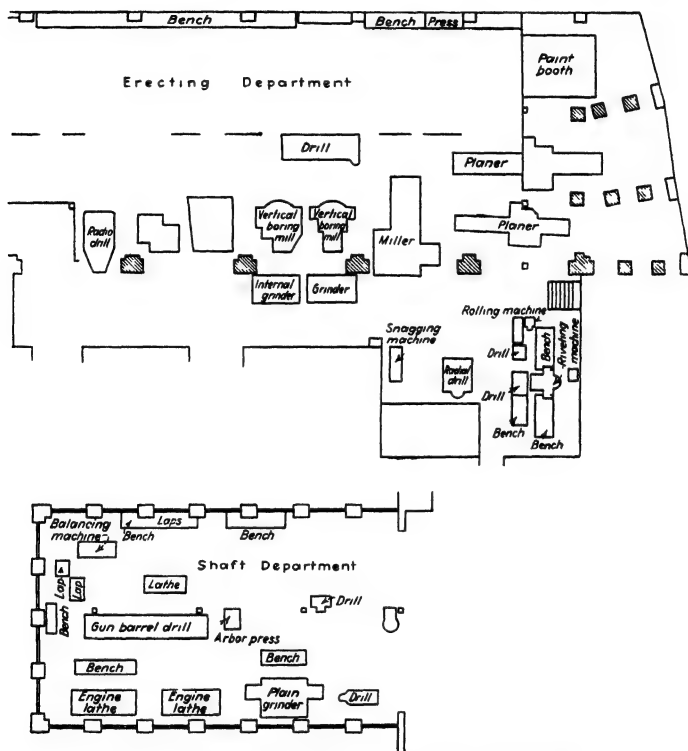 Bench
Bench
Press
Paint
booth
Erecting Department
Drill
Planer
Radio
drill
Vertical
boring
mill
Vertical
boring
mill
Miller
Planer
Internal
grinder
Grinder
Rolling machine
Snagging
machine
Drill
Bench
Riveting
machine
Radial
drill
Drill
Bench
Bench
Balancing
machine
Laps
Bench
Bench
Shaft Department
Lap
Lap
Lathe
Bench
Gun barrel drill
Arbor press
Drill
Bench
Bench
Engine
lathe
Engine
lathe
Plain
grinder
Drill